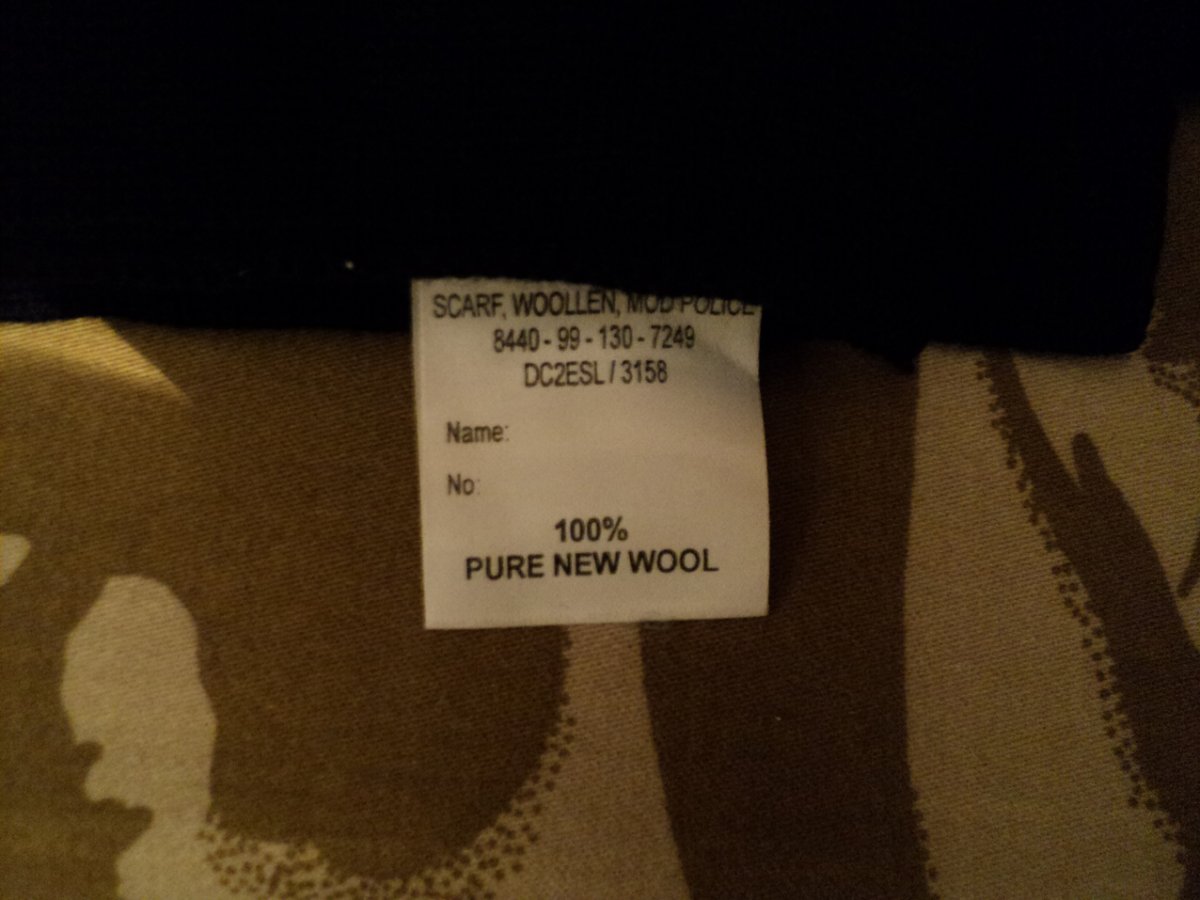 SCARF, WOOLLEN, MOD POLICE
8440 - 99 - 130 - 7249
DC2ESL / 3158
Name:
No:
100%
PURE NEW WOOL